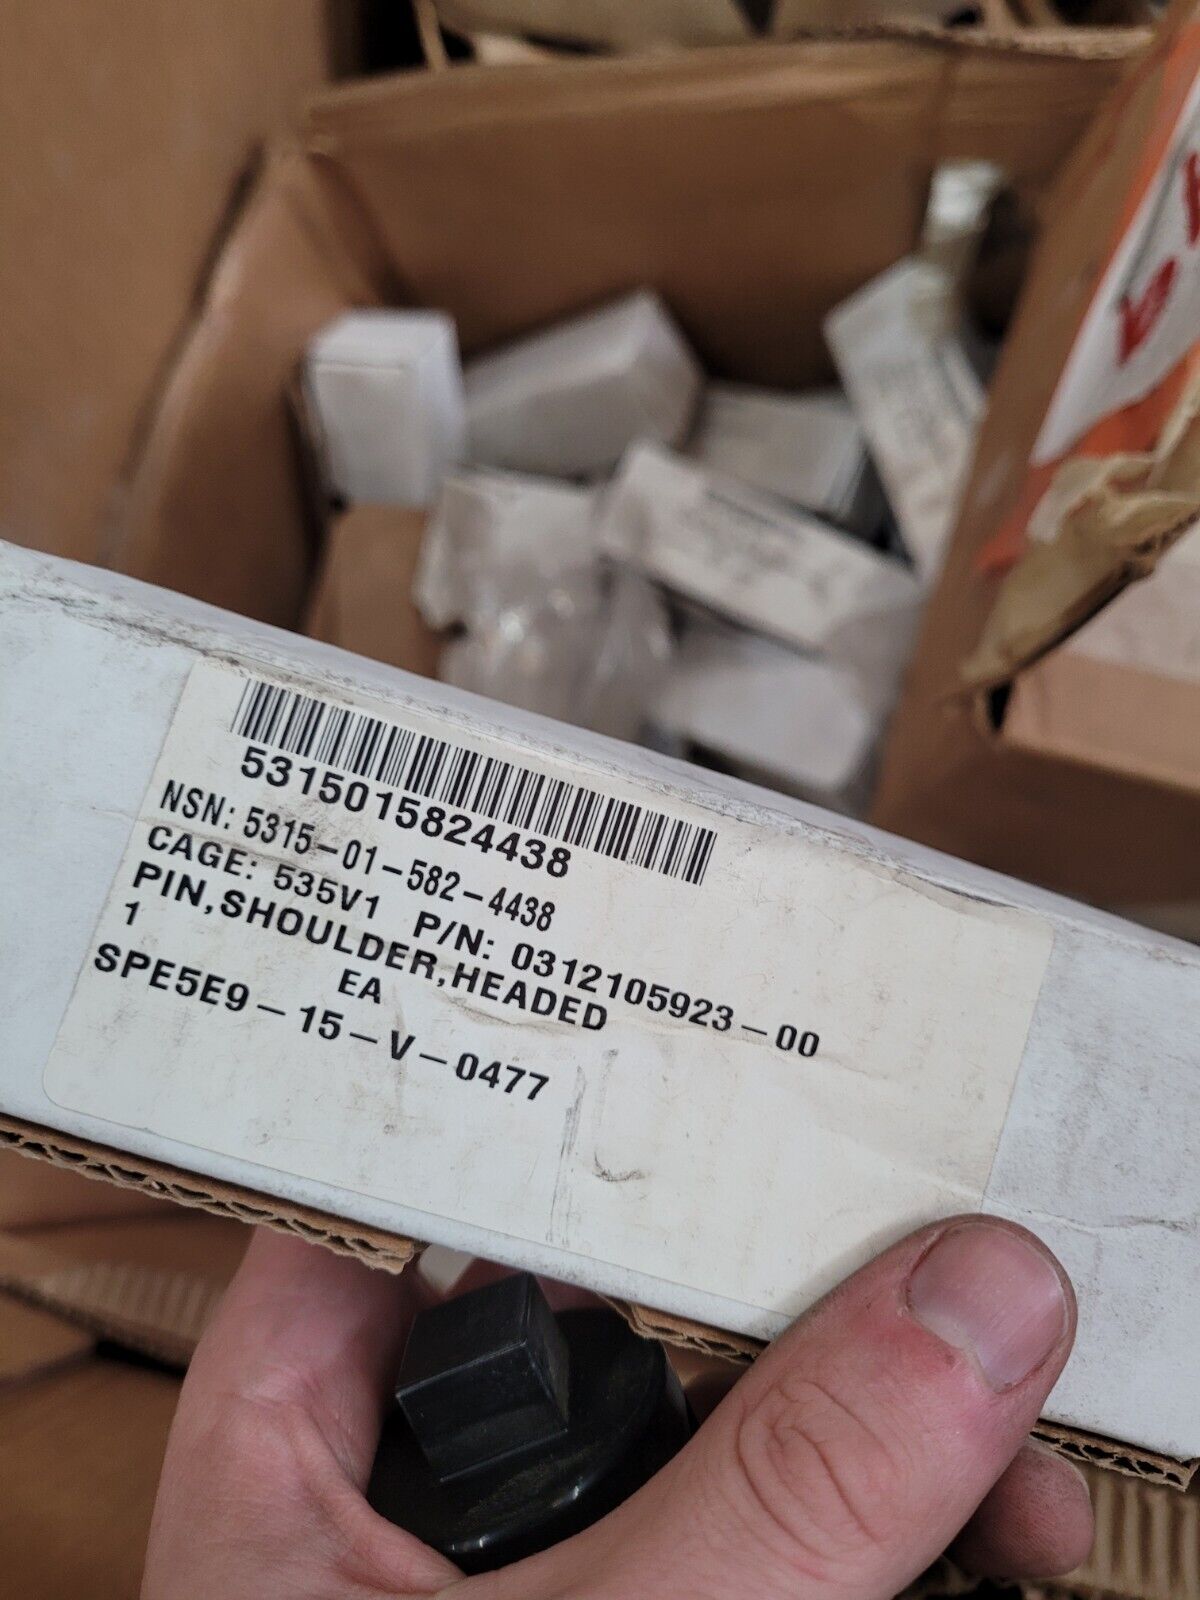 5315015824438
NSN: 5315-01-582-4438
CAGE: 535V1 P/N: 0312105923-00
PIN,SHOULDER,HEADED
1 EA
SPE5E9-15-V-0477